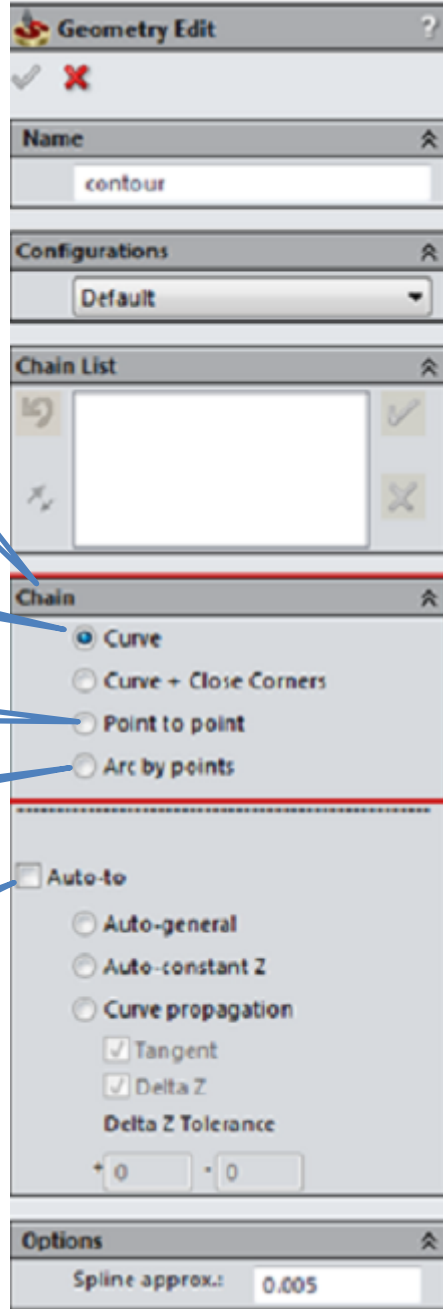 Geometry Edit ?
Name
contour
Configurations
Default
Chain List
Chain
Curve
Curve + Close Corners
Point to point
Arc by points
Auto-to
Auto-general
Auto-constant Z
Curve propagation
Tangent
Delta Z
Delta Z Tolerance
+ 0 - 0
Options
Spline approx.: 0.005